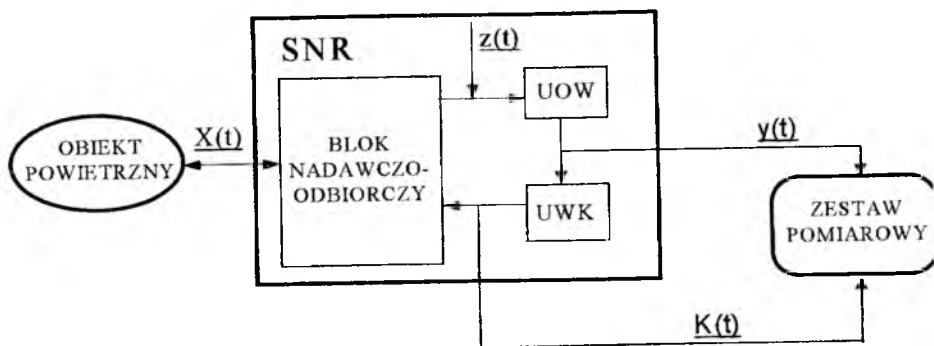 SNR
z(t)
UOW
BLOK
NADAWCZO-
ODBIORCZY
X(t)
OBIEKT
POWIETRZNY
UWK
y(t)
ZESTAW
POMIAROWY
K(t)